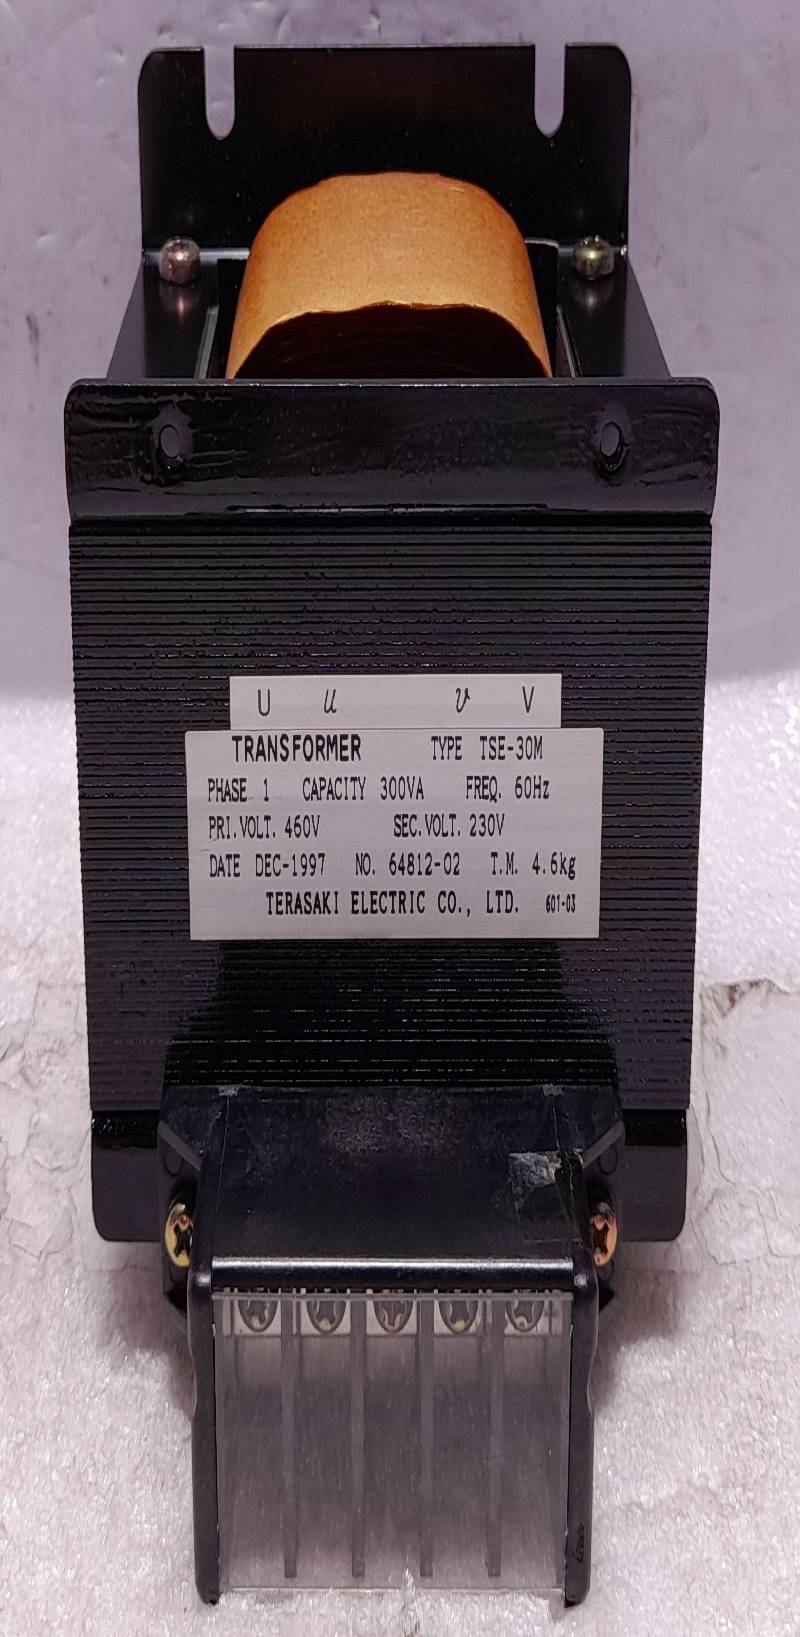 U u v V
TRANSFORMER TYPE TSE-30M
PHASE 1 CAPACITY 300VA FREQ. 60Hz
PRI.VOLT. 460V SEC.VOLT. 230V
DATE DEC-1997 NO. 64812-02 T.M. 4.6kg
TERASAKI ELECTRIC CO., LTD. 601-03